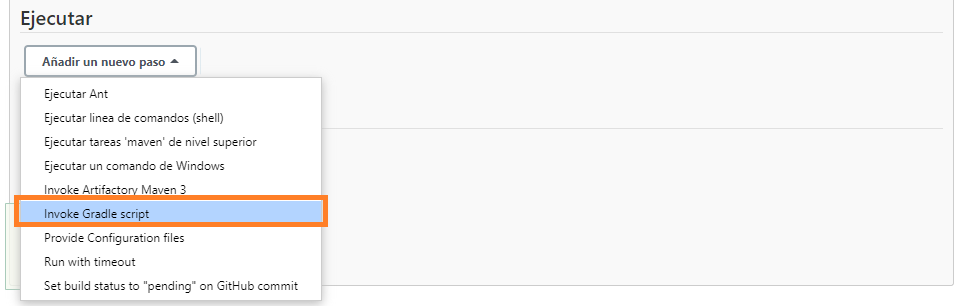 Ejecutar
Añadir un nuevo paso
Ejecutar Ant
Ejecutar linea de comandos (shell)
Ejecutar tareas 'maven' de nivel superior
Ejecutar un comando de Windows
Invoke Artifactory Maven 3
Invoke Gradle script
Provide Configuration files
Run with timeout
Set build status to "pending" on GitHub commit